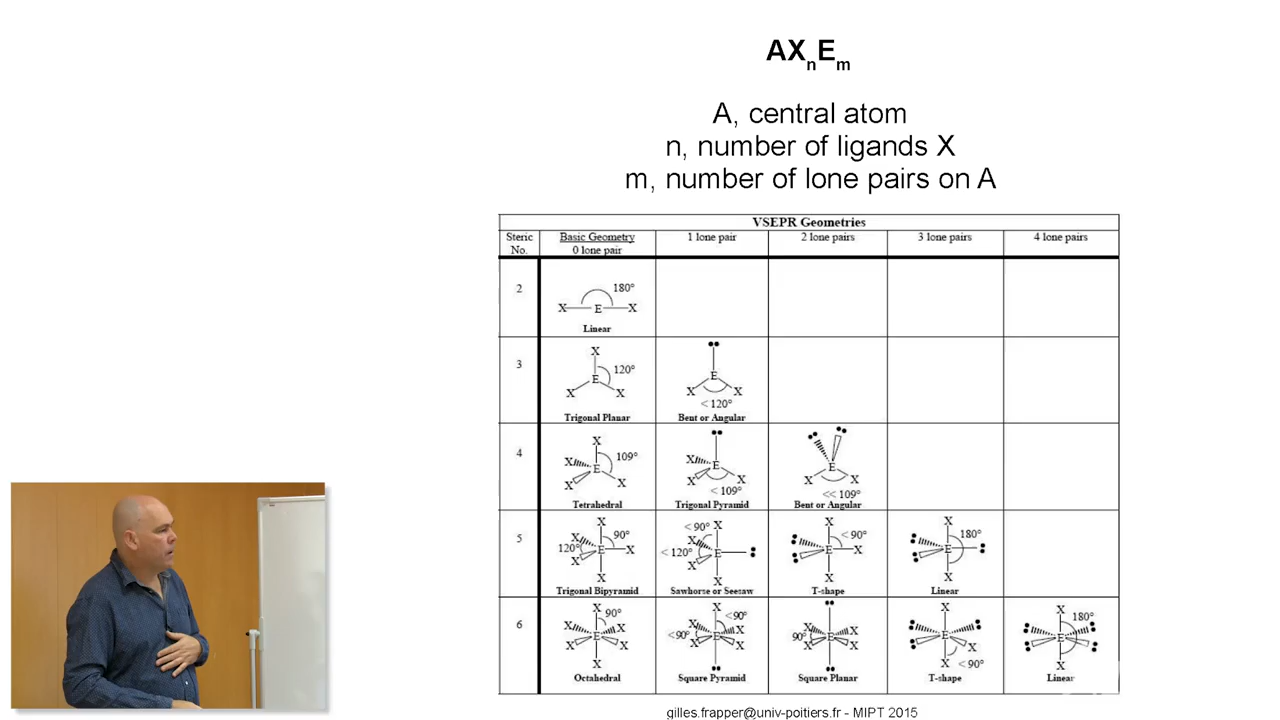 AXnEm
A, central atom
n, number of ligands X
m, number of lone pairs on A
VSEPR Geometries
Steric No.
Basic Geometry
0 lone pair
1 lone pair
2 lone pairs
3 lone pairs
4 lone pairs
2
X E X
180°
Linear
3
X
E
X X
120°
Trigonal Planar
E
X X
< 120°
Bent or Angular
4
X
X E
X X
109°
Tetrahedral
X E
X X
< 109°
Trigonal Pyramid
E
X X
<< 109°
Bent or Angular
5
X
X 90°
120° E X
X
X
Trigonal Bipyramid
< 90° X
X
< 120° E
X
X
Sawhorse or Seesaw
X
< 90°
E X
X
T-shape
X
180°
E
X
Linear
6
X
90°
X X
E
X X
X
Octahedral
X
<90°
X X
<90° E
X X
Square Pyramid
X X
90° E
X X
Square Planar
X
E
X
X < 90°
T-shape
X
180°
E
X
Linear
gilles.frapper@univ-poitiers.fr - MIPT 2015